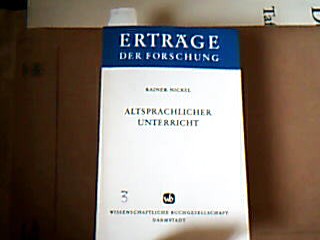 ERTRÄGE
DER FORSCHUNG
RAINER NICKEL
ALTSPRACHLICHER
UNTERRICHT
3
wb
WISSENSCHAFTLICHE BUCHGESELLSCHAFT
DARMSTADT